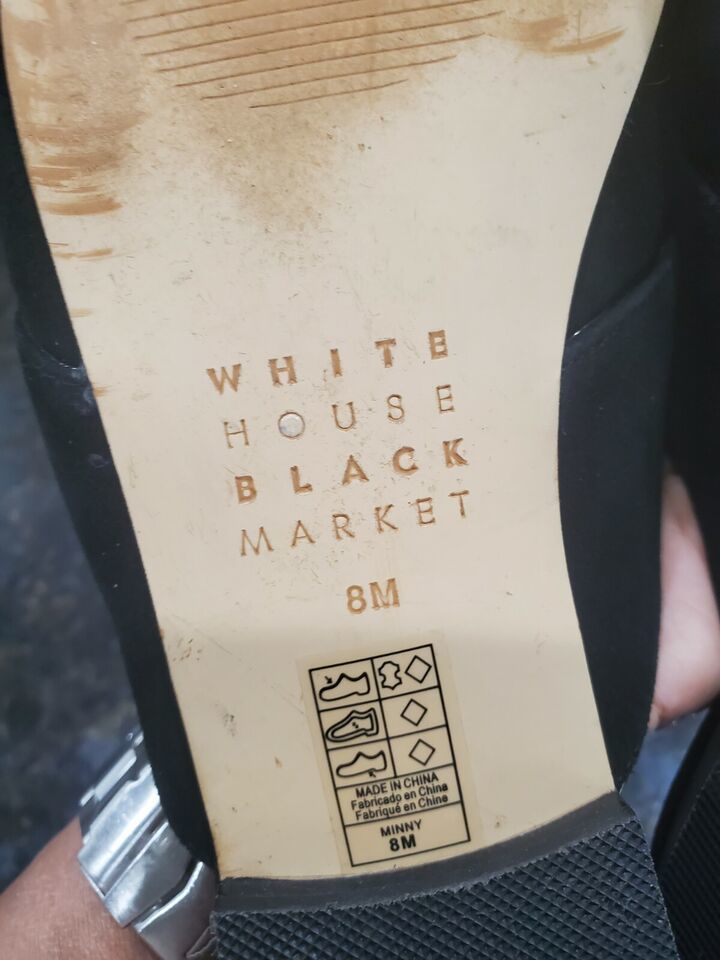 WHITE
HOUSE
BLACK
MARKET
8M
MADE IN CHINA
Fabricado en China
Fabriqué en Chine
MINNY
8M